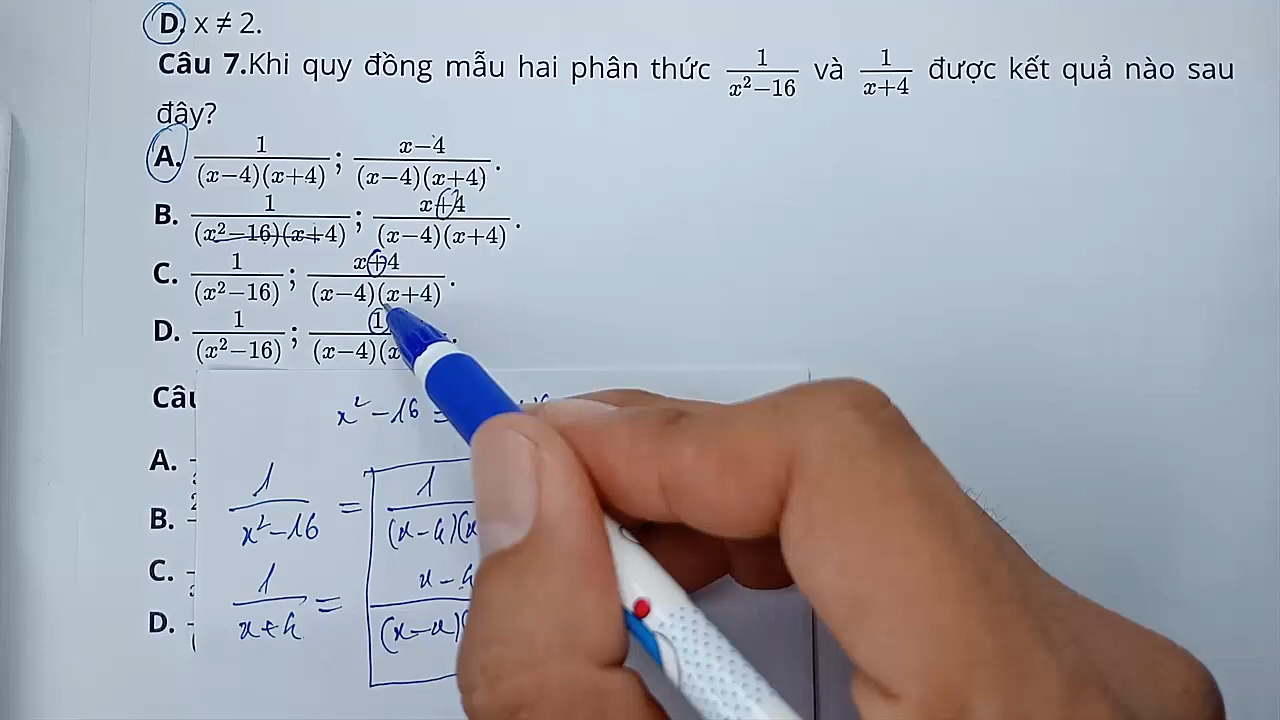 D. x ≠ 2.
Câu 7.Khi quy đồng mẫu hai phân thức 1/(x²−16) và 1/(x+4) được kết quả nào sau
đây?
A. 1/((x−4)(x+4)) ; (x−4)/((x−4)(x+4)).
B. 1/((x²−16)(x+4)) ; (x+4)/((x−4)(x+4)).
C. 1/(x²−16) ; (x+4)/((x−4)(x+4)).
D. 1/(x²−16) ; 1/((x−4)(x
Câu
x² − 16 =
A.
1/(x² − 16) = 1/((x − 4)(x
B.
C.
1/(x + 4) = x − 4/((x − 4)(
D.